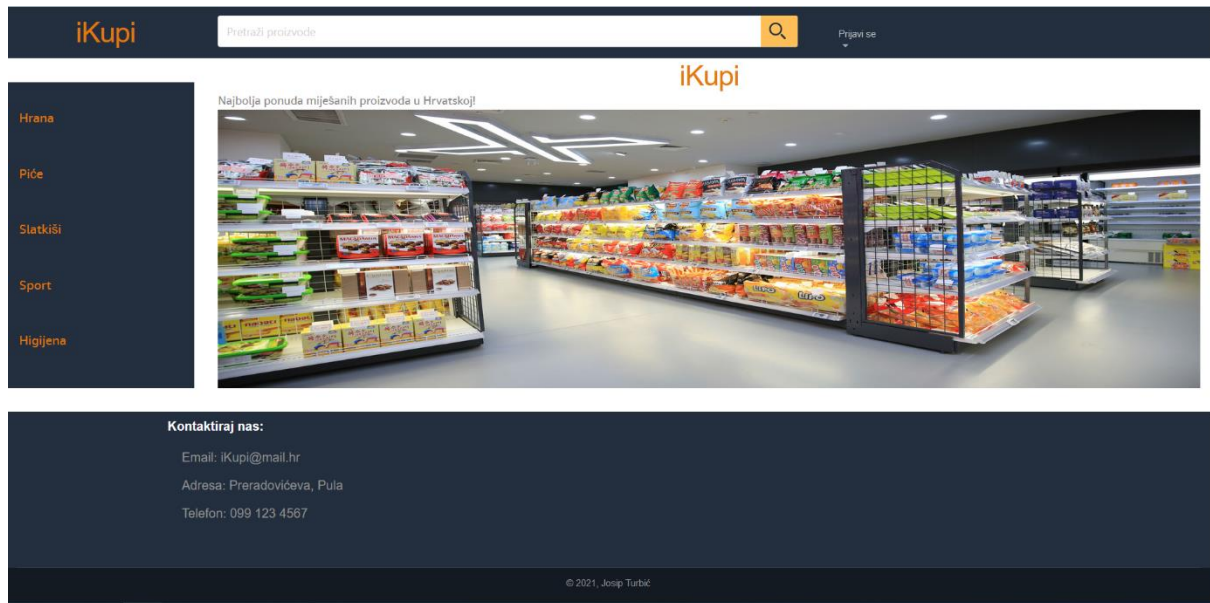 iKupi
Pretraži proizvode
Prijavi se
iKupi
Najbolja ponuda miješanih proizvoda u Hrvatskoj!
Hrana
Piće
Slatkiši
Sport
Higijena
Kontaktiraj nas:
Email: iKupi@mail.hr
Adresa: Preradovićeva, Pula
Telefon: 099 123 4567
© 2021, Josip Turbić